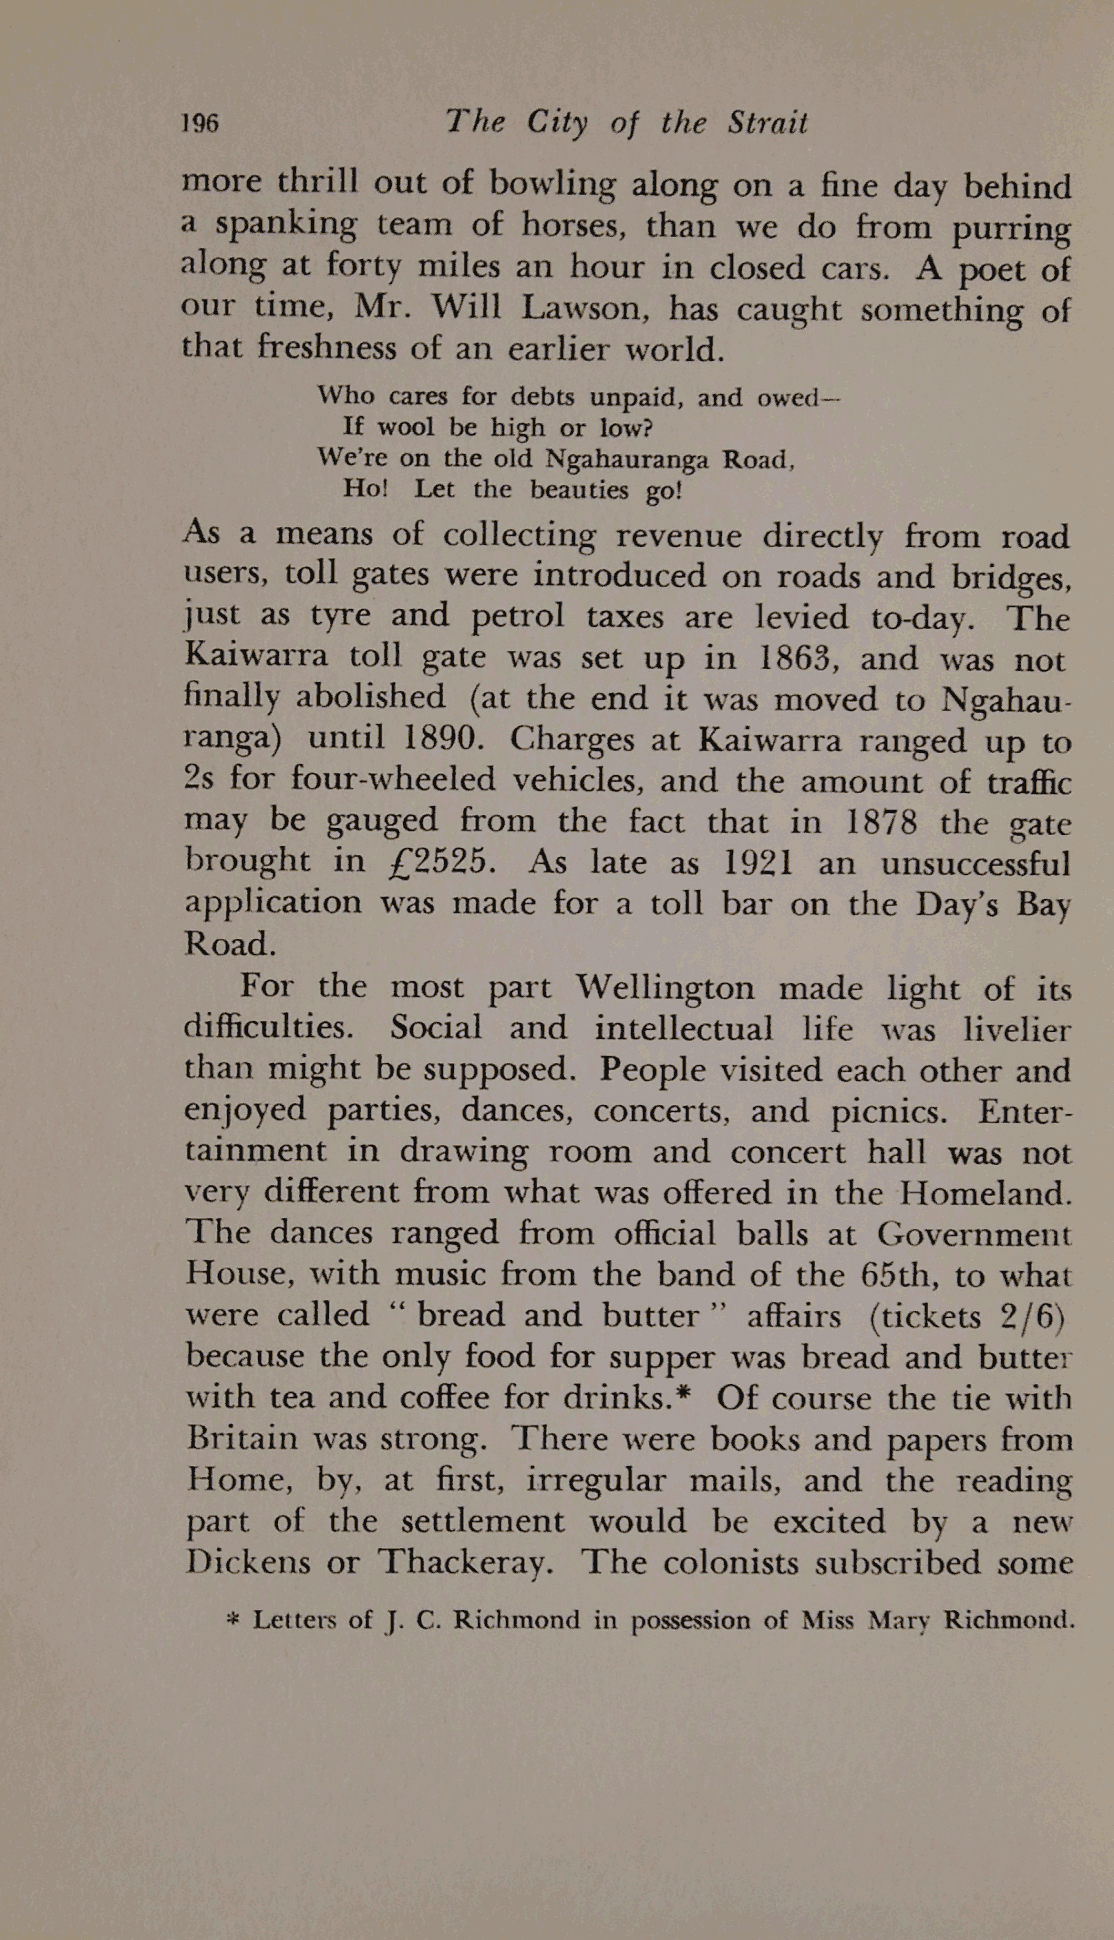 196 The City of the Strait
more thrill out of bowling along on a fine day behind
a spanking team of horses, than we do from purring
along at forty miles an hour in closed cars. A poet of
our time, Mr. Will Lawson, has caught something of
that freshness of an earlier world.
Who cares for debts unpaid, and owed—
If wool be high or low?
We're on the old Ngahauranga Road,
Ho! Let the beauties go!
As a means of collecting revenue directly from road
users, toll gates were introduced on roads and bridges,
just as tyre and petrol taxes are levied to-day. The
Kaiwarra toll gate was set up in 1863, and was not
finally abolished (at the end it was moved to Ngahau-
ranga) until 1890. Charges at Kaiwarra ranged up to
2s for four-wheeled vehicles, and the amount of traffic
may be gauged from the fact that in 1878 the gate
brought in £2525. As late as 1921 an unsuccessful
application was made for a toll bar on the Day's Bay
Road.
For the most part Wellington made light of its
difficulties. Social and intellectual life was livelier
than might be supposed. People visited each other and
enjoyed parties, dances, concerts, and picnics. Enter-
tainment in drawing room and concert hall was not
very different from what was offered in the Homeland.
The dances ranged from official balls at Government
House, with music from the band of the 65th, to what
were called “ bread and butter ” affairs (tickets 2/6)
because the only food for supper was bread and butter
with tea and coffee for drinks.* Of course the tie with
Britain was strong. There were books and papers from
Home, by, at first, irregular mails, and the reading
part of the settlement would be excited by a new
Dickens or Thackeray. The colonists subscribed some
* Letters of J. C. Richmond in possession of Miss Mary Richmond.